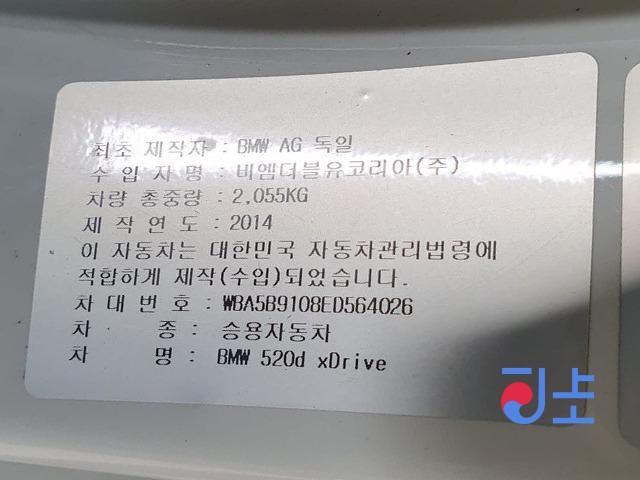 최초 제작자 : BMW AG 독일
수 입 자 명 : 비엠더블유코리아(주)
차량 총중량 : 2,055KG
제 작 연 도 : 2014
이 자동차는 대한민국 자동차관리법령에
적합하게 제작(수입)되었습니다.
차 대 번 호 : WBA5B9108ED564026
차 종 : 승용자동차
차 명 : BMW 520d xDrive